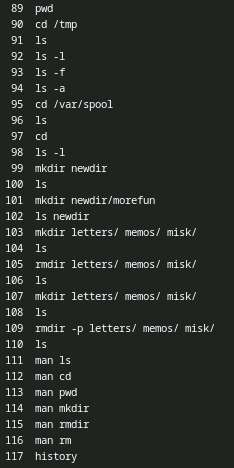 89 pwd
90 cd /tmp
91 ls
92 ls -l
93 ls -f
94 ls -a
95 cd /var/spool
96 ls
97 cd
98 ls -l
99 mkdir newdir
100 ls
101 mkdir newdir/morefun
102 ls newdir
103 mkdir letters/ memos/ misk/
104 ls
105 rmdir letters/ memos/ misk/
106 ls
107 mkdir letters/ memos/ misk/
108 ls
109 rmdir -p letters/ memos/ misk/
110 ls
111 man ls
112 man cd
113 man pwd
114 man mkdir
115 man rmdir
116 man rm
117 history